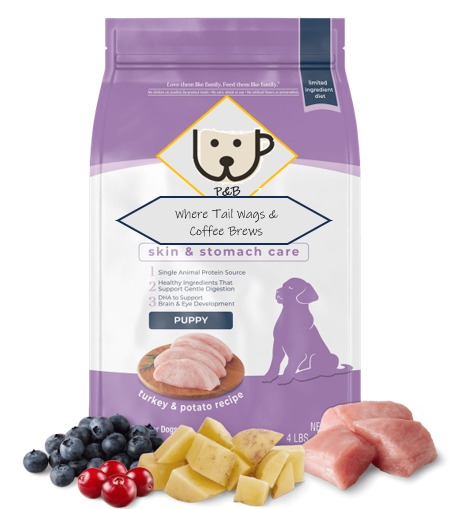 Love them like family. Feed them like family.®
limited
ingredient
diet
P&B
Where Tail Wags &
Coffee Brews
skin & stomach care
1 Single Animal Protein Source
2 Healthy Ingredients That
Support Gentle Digestion
3 DHA to Support
Brain & Eye Development
PUPPY
turkey & potato recipe
Dogs
NE
4 LBS